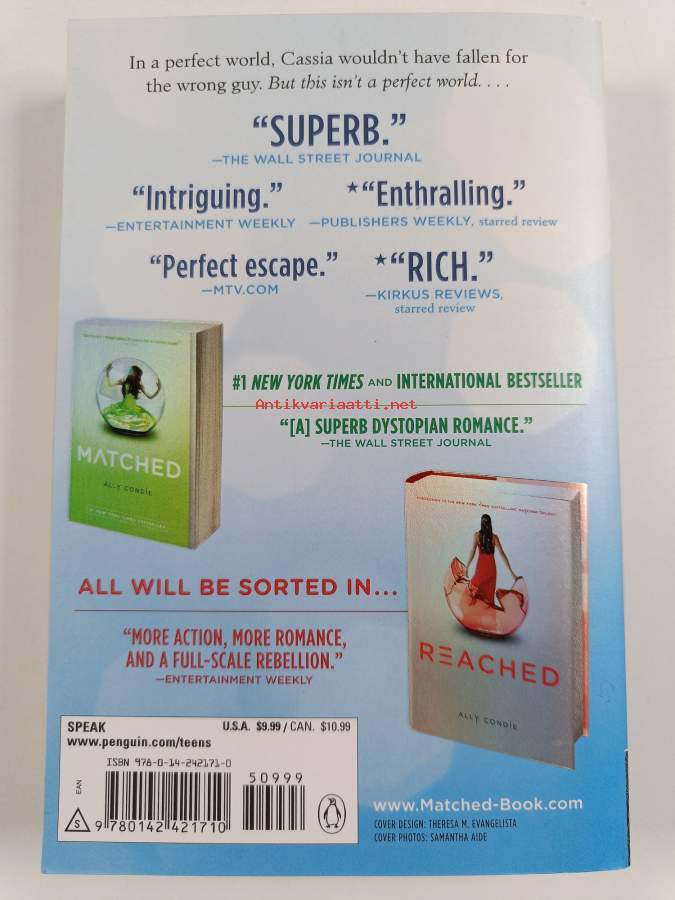 In a perfect world, Cassia wouldn't have fallen for
the wrong guy. But this isn't a perfect world. . . .
"SUPERB."
—THE WALL STREET JOURNAL
"Intriguing."
—ENTERTAINMENT WEEKLY
★"Enthralling."
—PUBLISHERS WEEKLY, starred review
"Perfect escape."
—MTV.COM
★"RICH."
—KIRKUS REVIEWS,
starred review
#1 NEW YORK TIMES AND INTERNATIONAL BESTSELLER
Antikvariaatti.net
"[A] SUPERB DYSTOPIAN ROMANCE."
—THE WALL STREET JOURNAL
MATCHED
ALLY CONDIE
ALL WILL BE SORTED IN...
"MORE ACTION, MORE ROMANCE,
AND A FULL-SCALE REBELLION."
—ENTERTAINMENT WEEKLY
REACHED
ALLY CONDIE
SPEAK
U.S.A. $9.99 / CAN. $10.99
www.penguin.com/teens
ISBN 978-0-14-242171-0
50999
EAN
S
9 780142 421710
www.Matched-Book.com
COVER DESIGN: THERESA M. EVANGELISTA
COVER PHOTOS: SAMANTHA AIDE